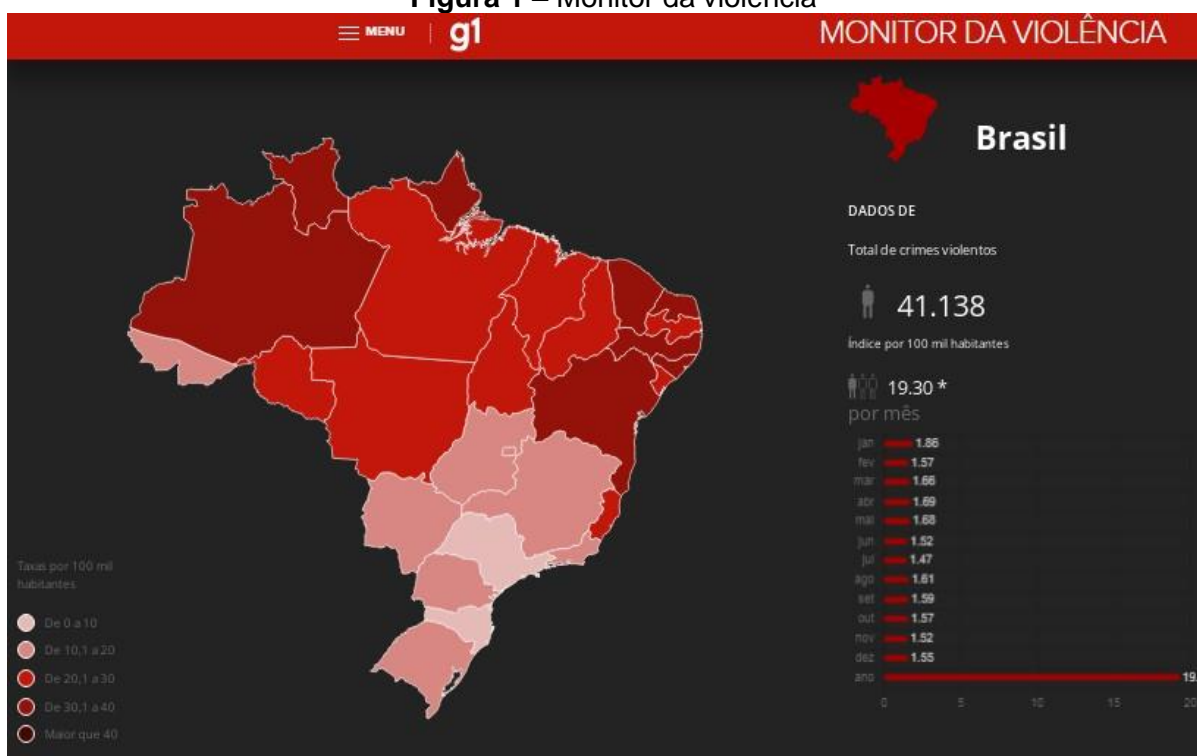 Figura 1 – Monitor da violência
MENU
g1
MONITOR DA VIOLÊNCIA
Brasil
DADOS DE
Total de crimes violentos
41.138
Índice por 100 mil habitantes
19.30 *
por mês
jan 1.86
fev 1.57
mar 1.66
abr 1.69
mai 1.68
jun 1.52
jul 1.47
ago 1.61
set 1.59
out 1.57
nov 1.52
dez 1.55
ano 19.
0 5 10 15 20
Taxas por 100 mil
habitantes
De 0 a 10
De 10,1 a 20
De 20,1 a 30
De 30,1 a 40
Maior que 40